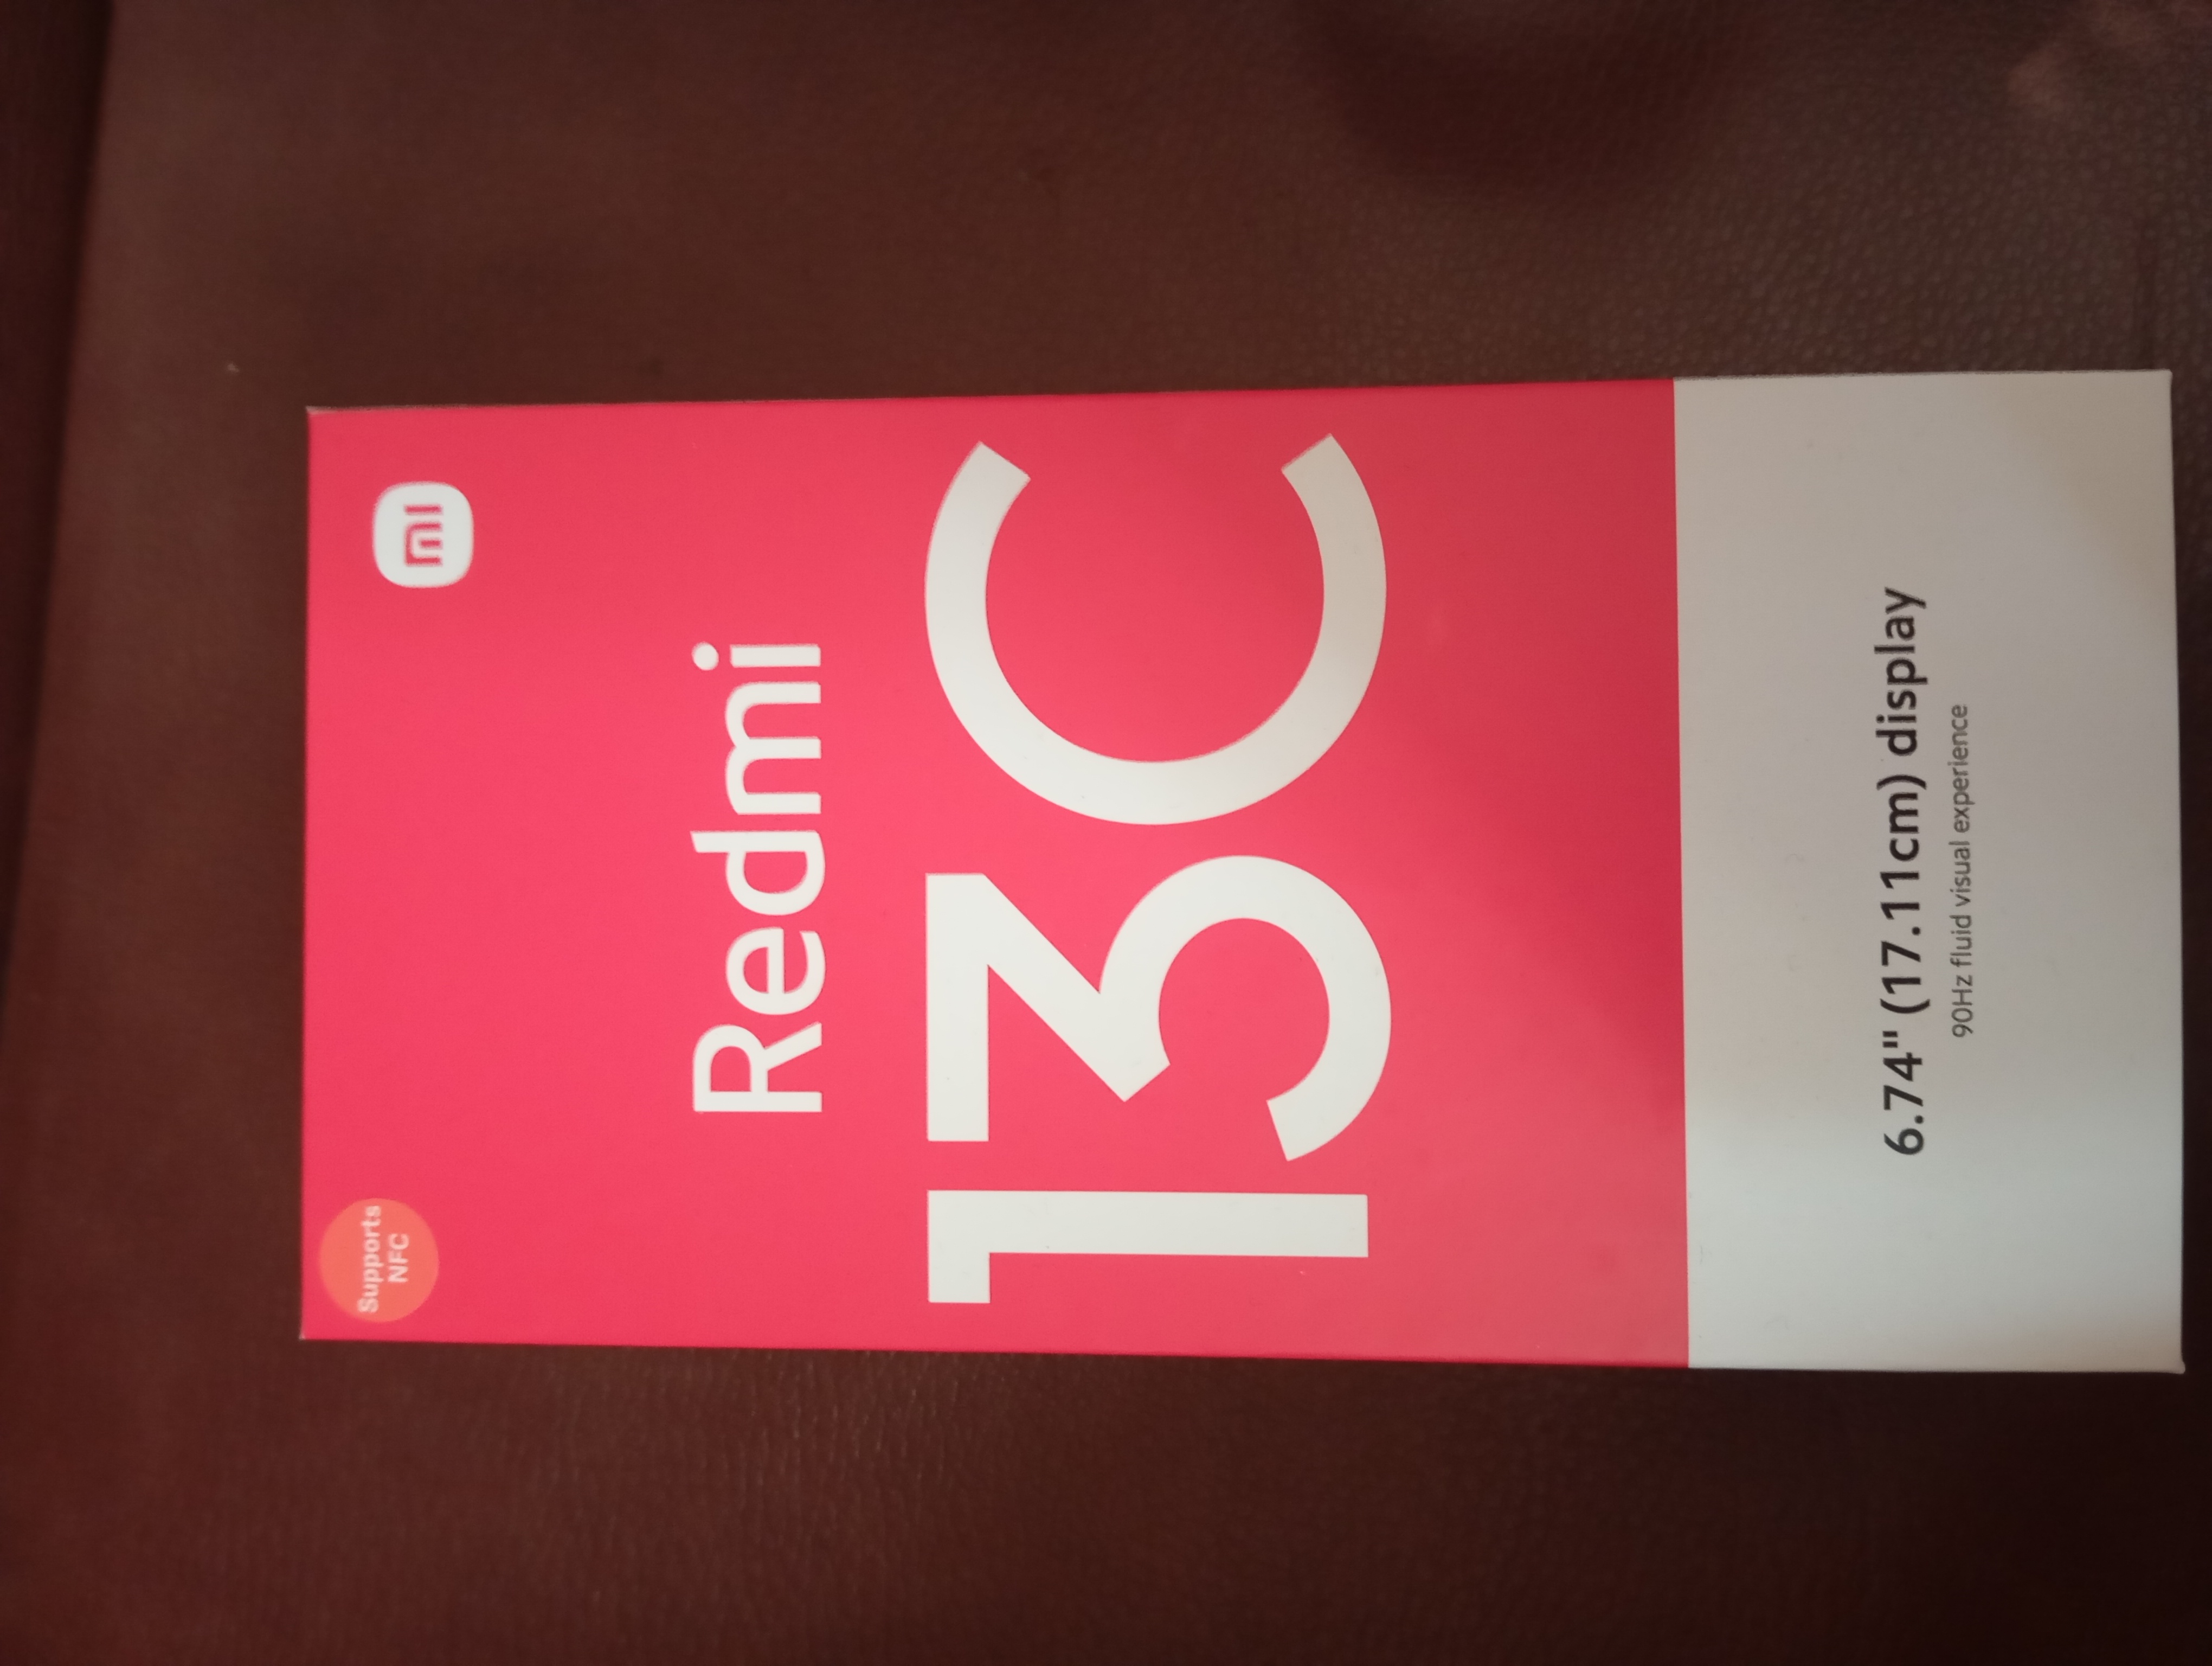 Supports
NFC
mi
Redmi
13C
6.74" (17.11cm) display
90Hz fluid visual experience